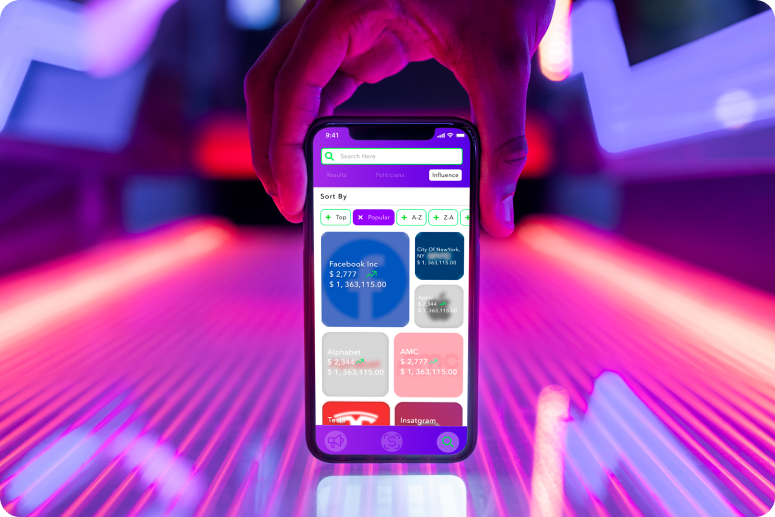 9:41
Search Here
Results Politicians Influence
Sort By
+ Top × Popular + A-Z + Z-A +
Facebook Inc
$ 2,777
$ 1, 363,115.00
City Of NewYork,
NY
$ 1, 363,115.00
Apple
$ 2,344
$ 1, 363,115.00
Alphabet
$ 2,344
$ 1, 363,115.00
AMC
$ 2,777
$ 1, 363,115.00
Tesla
Insatgram